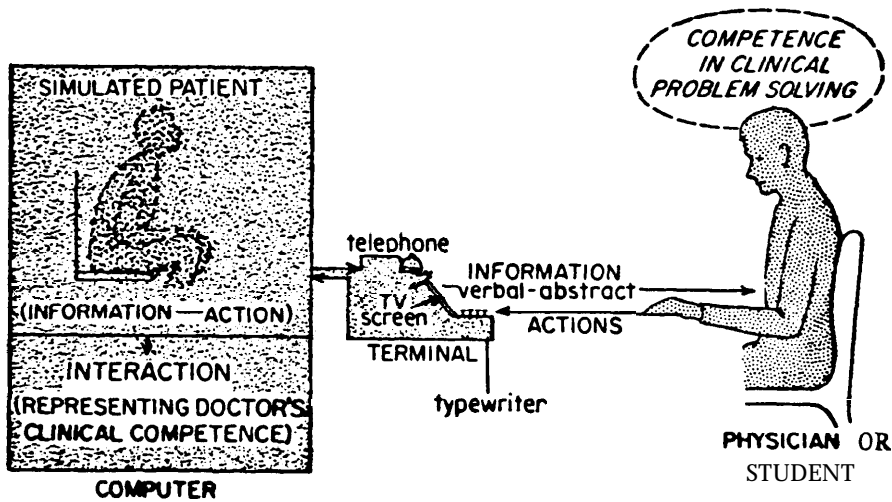 SIMULATED PATIENT
(INFORMATION — ACTION)
INTERACTION
(REPRESENTING DOCTOR'S
CLINICAL COMPETENCE)
COMPUTER
telephone
TV
screen
TERMINAL
typewriter
INFORMATION
verbal-abstract
ACTIONS
COMPETENCE
IN CLINICAL
PROBLEM SOLVING
PHYSICIAN OR
STUDENT